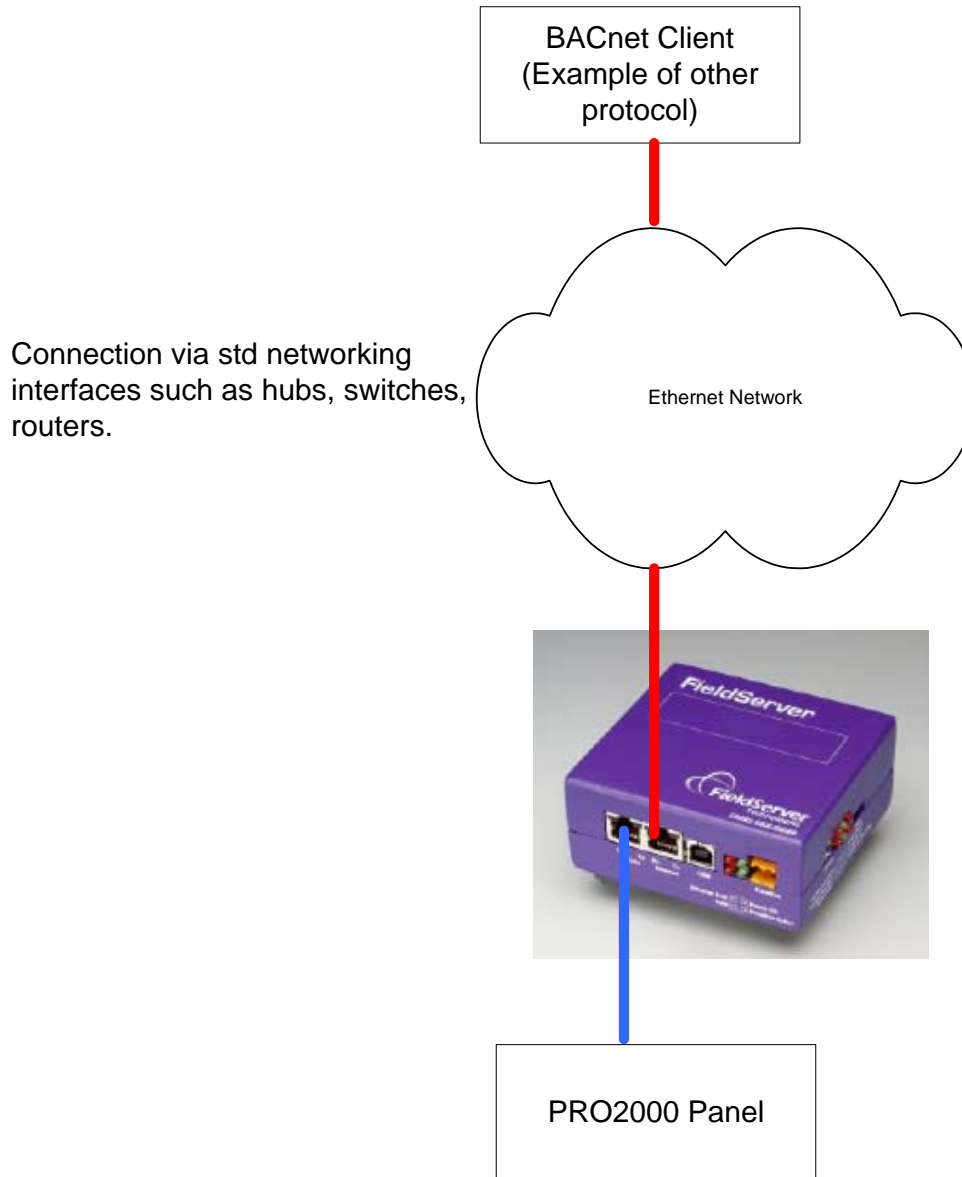 BACnet Client
(Example of other
protocol)
Connection via std networking
interfaces such as hubs, switches,
routers.
Ethernet Network
FieldServer
FieldServer
PRO2000 Panel